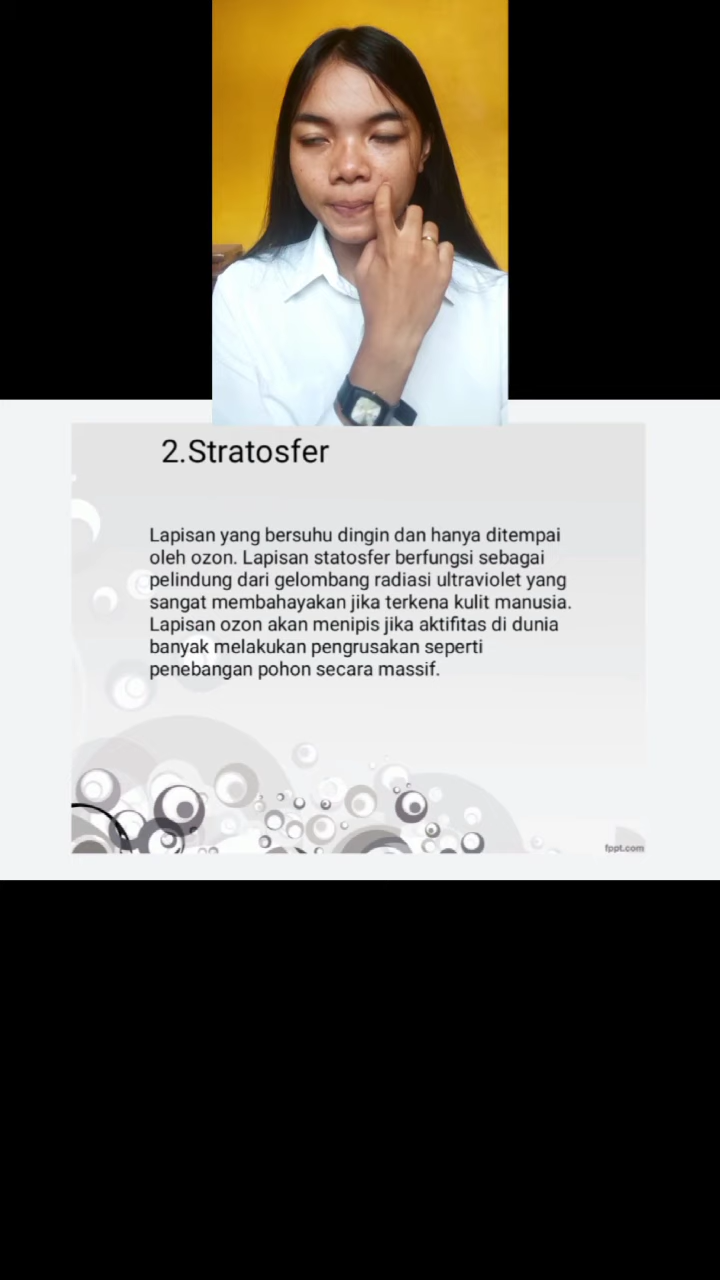 2.Stratosfer
Lapisan yang bersuhu dingin dan hanya ditempai
oleh ozon. Lapisan statosfer berfungsi sebagai
pelindung dari gelombang radiasi ultraviolet yang
sangat membahayakan jika terkena kulit manusia.
Lapisan ozon akan menipis jika aktifitas di dunia
banyak melakukan pengrusakan seperti
penebangan pohon secara massif.
fppt.com